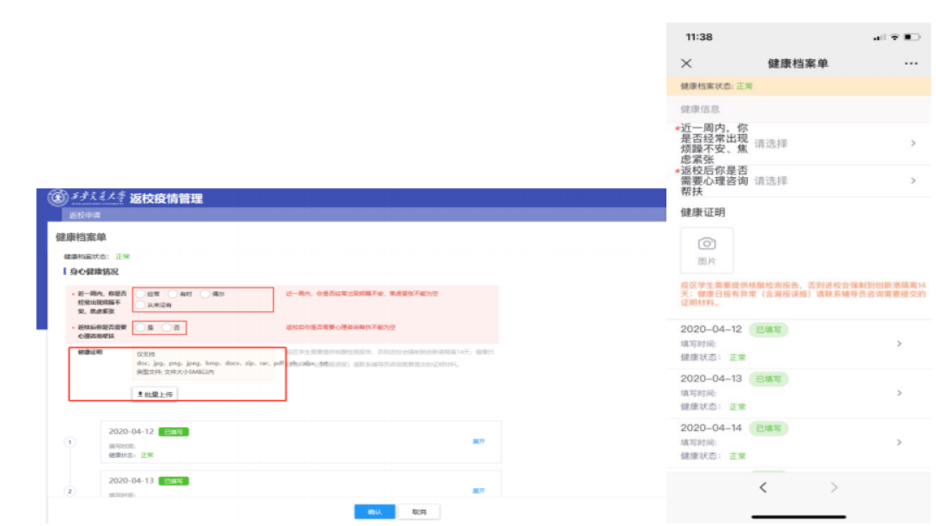 西安交通大学 返校疫情管理
返校申请
健康档案单
健康档案状态: 正常
身心健康情况
* 近一周内，你是否经常出现烦躁不安、焦虑紧张
经常 有时 偶尔
从来没有
近一周内，你是否经常出现烦躁不安、焦虑紧张不能为空
* 返校后你是否需要心理咨询帮扶
是 否
返校后你是否需要心理咨询帮扶不能为空
健康证明
仅支持
doc, jpg, png, jpeg, bmp, docx, zip, rar, pdf
类型文件, 文件大小5MB以内
批量上传
1
2020-04-12 已填写
填写时间:
健康状态: 正常
展开
2
2020-04-13 已填写
填写时间:
展开
确认 取消
11:38
健康档案单
健康档案状态: 正常
健康信息
*近一周内，你
是否经常出现
烦躁不安、焦
虑紧张
请选择
*返校后你是否
需要心理咨询
帮扶
请选择
健康证明
图片
疫区学生需要提供核酸检测报告，否则返校会强制到创新港隔离14
天；健康日报有异常（含漏报误报）请联系辅导员咨询需要提交的
证明材料。
2020-04-12 已填写
填写时间:
健康状态: 正常
2020-04-13 已填写
填写时间:
健康状态: 正常
2020-04-14 已填写
填写时间:
健康状态: 正常